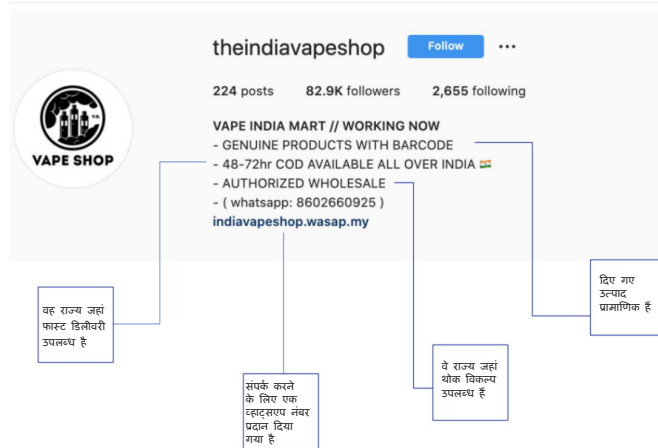 theindiavapeshop Follow
224 posts 82.9K followers 2,655 following
V.S.
VAPE SHOP
VAPE INDIA MART // WORKING NOW
- GENUINE PRODUCTS WITH BARCODE
- 48-72hr COD AVAILABLE ALL OVER INDIA 🇮🇳
- AUTHORIZED WHOLESALE
- ( whatsapp: 8602660925 )
indiavapeshop.wasap.my
दिए गए
उत्पाद
प्रामाणिक हैं
वह राज्य जहां
फास्ट डिलीवरी
उपलब्ध है
वे राज्य जहां
थोक विकल्प
उपलब्ध हैं
संपर्क करने
के लिए एक
व्हाट्सएप नंबर
प्रदान दिया
गया है